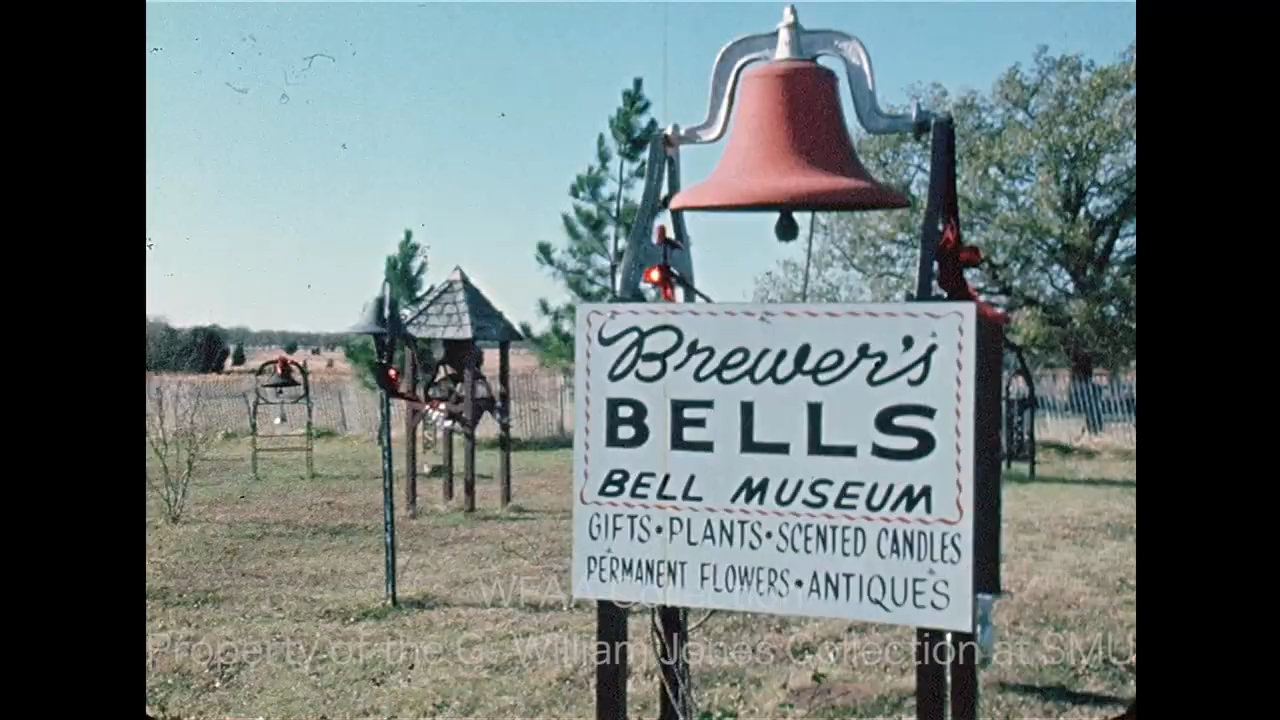 Brewer's
BELLS
BELL MUSEUM
GIFTS•PLANTS•SCENTED CANDLES
PERMANENT FLOWERS•ANTIQUES
WFAA Collection
Property of the G. William Jones Collection at SMU